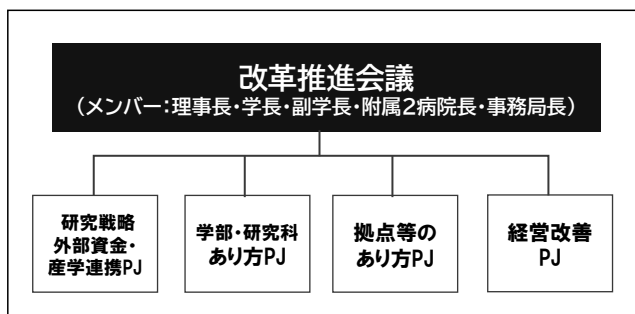 改革推進会議
(メンバー:理事長・学長・副学長・附属2病院長・事務局長)
研究戦略
外部資金・
産学連携PJ
学部・研究科
あり方PJ
拠点等の
あり方PJ
経営改善
PJ